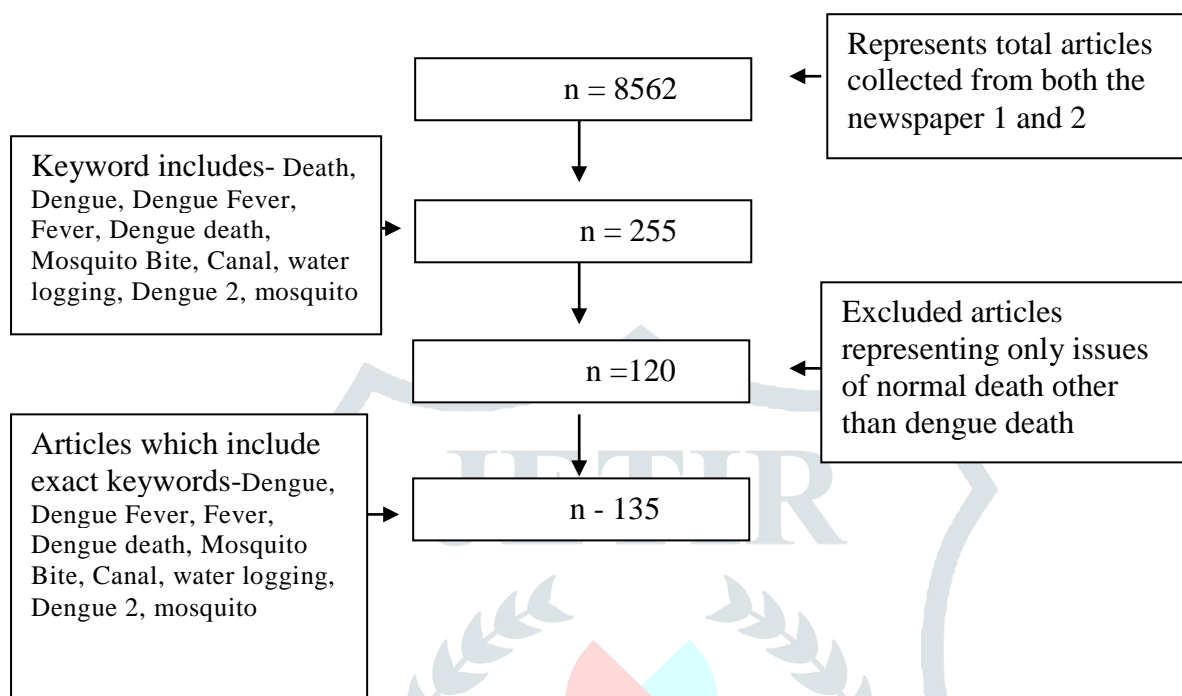 n = 8562
Represents total articles
collected from both the
newspaper 1 and 2
Keyword includes- Death,
Dengue, Dengue Fever,
Fever, Dengue death,
Mosquito Bite, Canal, water
logging, Dengue 2, mosquito
n = 255
n =120
Excluded articles
representing only issues
of normal death other
than dengue death
Articles which include
exact keywords-Dengue,
Dengue Fever, Fever,
Dengue death, Mosquito
Bite, Canal, water logging,
Dengue 2, mosquito
n - 135
JETIR